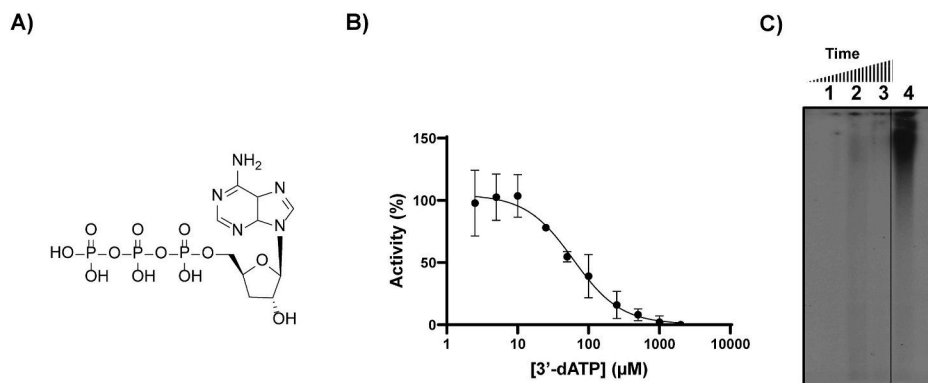 A)
B)
C)
Time
1 2 3 4
NH₂
N
N
N
N
O O O
HO P O P O P O
OH OH OH
O
OH
150
100
50
0
Activity (%)
1 10 100 1000 10000
[3'-dATP] (µM)